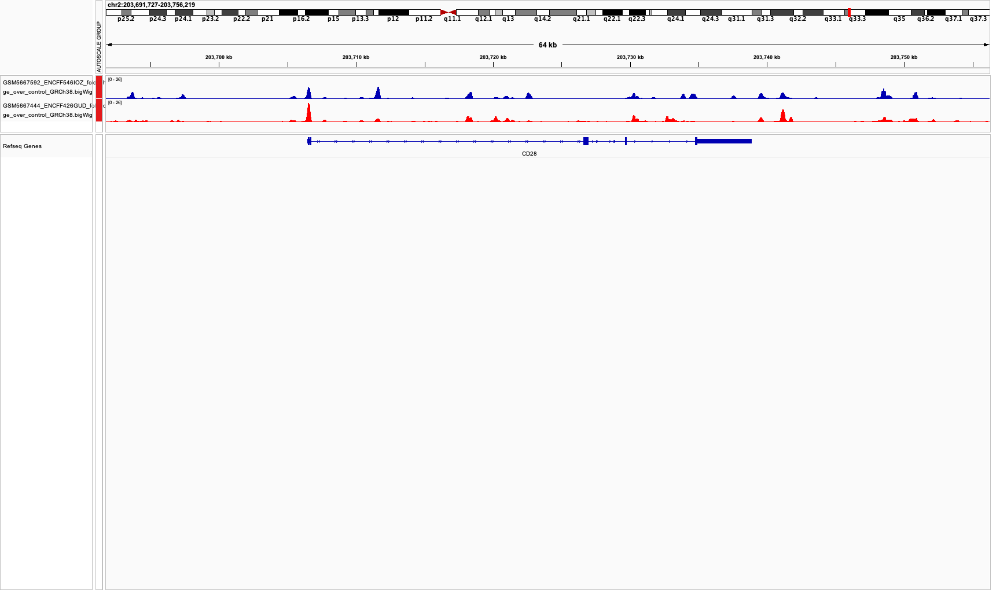 chr2:203,691,727-203,756,219
p25.2 p24.3 p24.1 p23.2 p22.2 p21 p16.2 p15 p13.3 p12 p11.2 q11.1 q12.1 q13 q14.2 q21.1 q22.1 q22.3 q24.1 q24.3 q31.1 q31.3 q32.2 q33.1 q33.3 q35 q36.2 q37.1 q37.3
AUTOSCALE GROUP
64 kb
203,700 kb 203,710 kb 203,720 kb 203,730 kb 203,740 kb 203,750 kb
[0 - 26]
GSM5667592_ENCFF546IOZ_fold
ge_over_control_GRCh38.bigWig
[0 - 26]
GSM5667444_ENCFF426GUD_fol
ge_over_control_GRCh38.bigWig
Refseq Genes
CD28